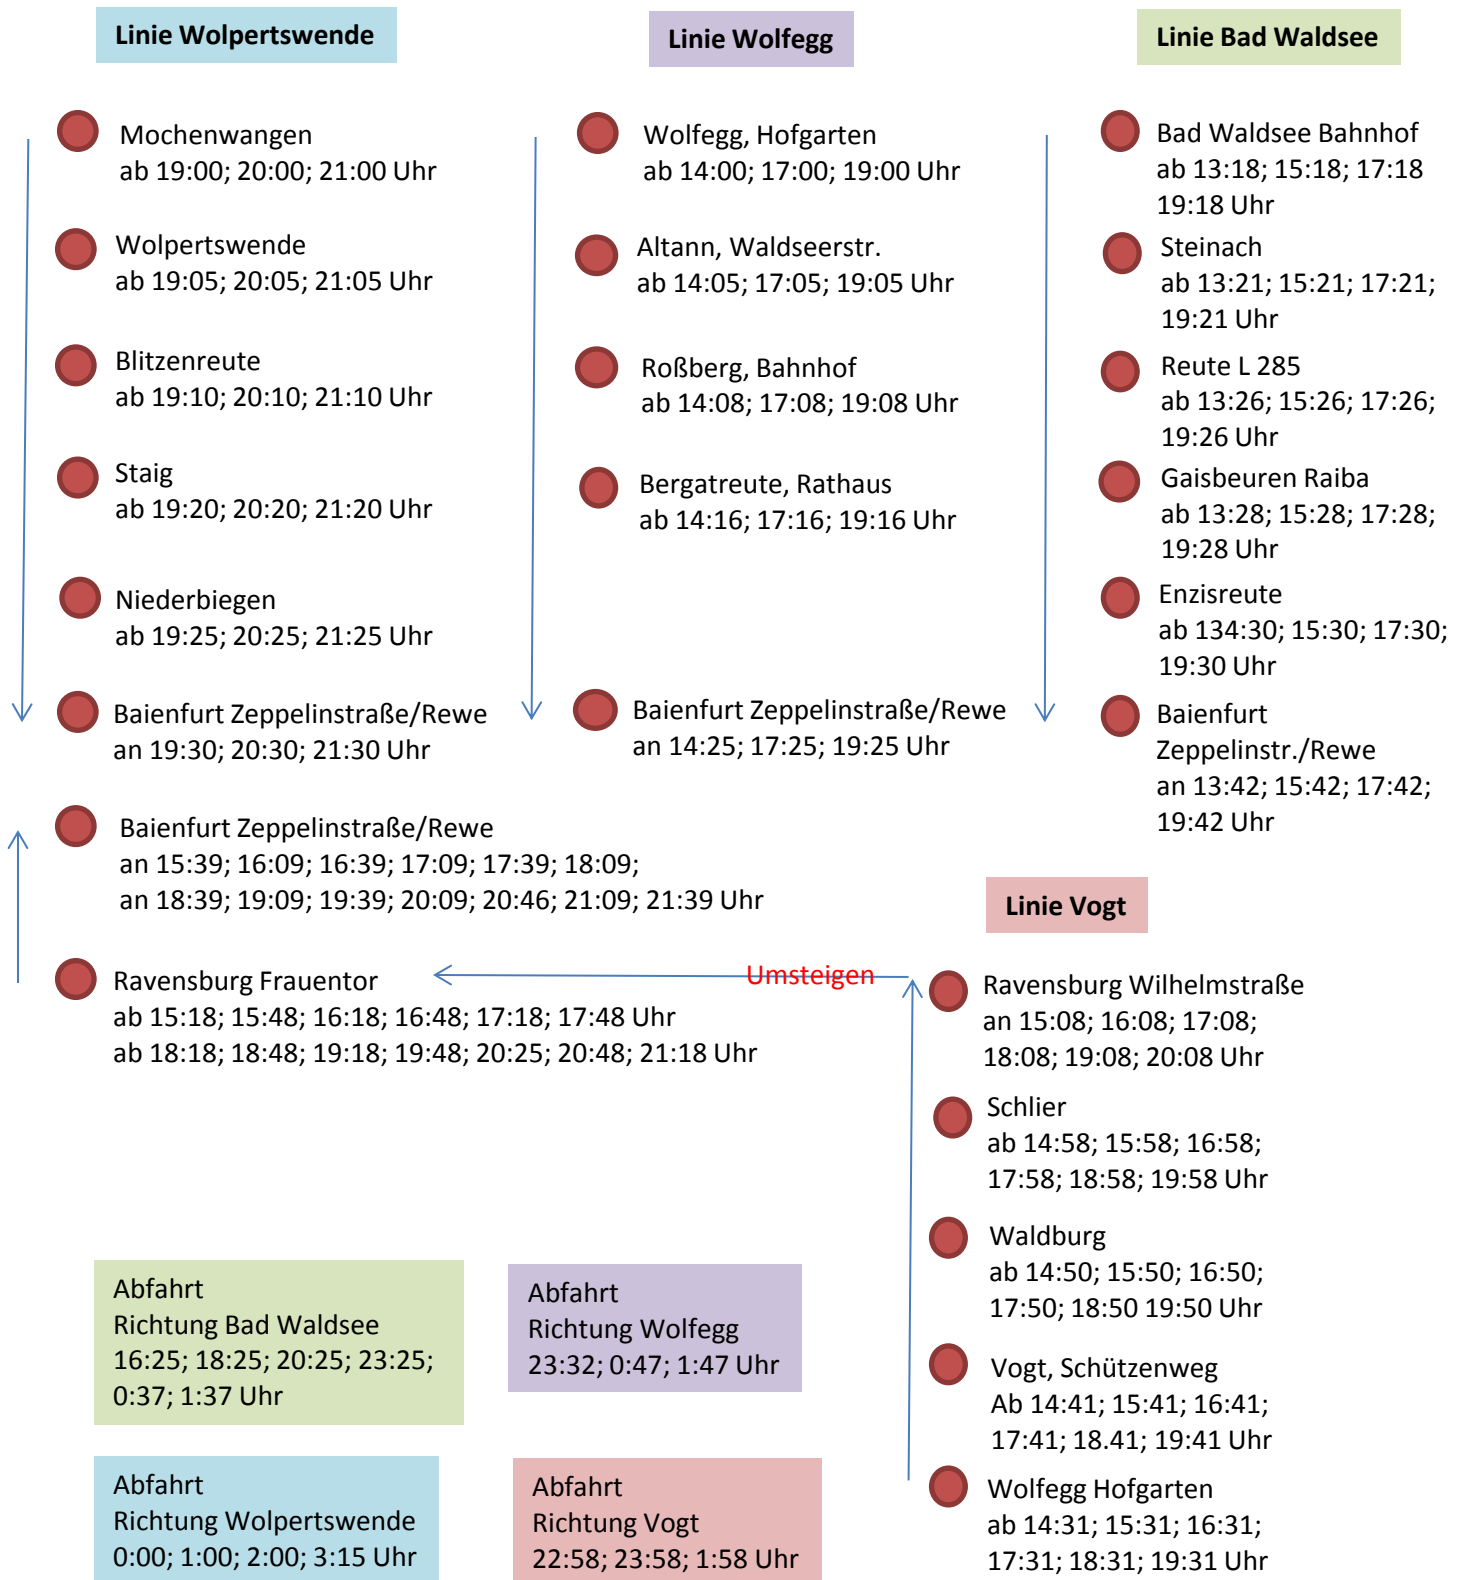 Linie Wolpertswende
Mochenwangen
ab 19:00; 20:00; 21:00 Uhr
Wolpertswende
ab 19:05; 20:05; 21:05 Uhr
Blitzenreute
ab 19:10; 20:10; 21:10 Uhr
Staig
ab 19:20; 20:20; 21:20 Uhr
Niederbiegen
ab 19:25; 20:25; 21:25 Uhr
Baienfurt Zeppelinstraße/Rewe
an 19:30; 20:30; 21:30 Uhr
Linie Wolfegg
Wolfegg, Hofgarten
ab 14:00; 17:00; 19:00 Uhr
Altann, Waldseerstr.
ab 14:05; 17:05; 19:05 Uhr
Roßberg, Bahnhof
ab 14:08; 17:08; 19:08 Uhr
Bergatreute, Rathaus
ab 14:16; 17:16; 19:16 Uhr
Baienfurt Zeppelinstraße/Rewe
an 14:25; 17:25; 19:25 Uhr
Linie Bad Waldsee
Bad Waldsee Bahnhof
ab 13:18; 15:18; 17:18
19:18 Uhr
Steinach
ab 13:21; 15:21; 17:21;
19:21 Uhr
Reute L 285
ab 13:26; 15:26; 17:26;
19:26 Uhr
Gaisbeuren Raiba
ab 13:28; 15:28; 17:28;
19:28 Uhr
Enzisreute
ab 134:30; 15:30; 17:30;
19:30 Uhr
Baienfurt
Zeppelinstr./Rewe
an 13:42; 15:42; 17:42;
19:42 Uhr
Baienfurt Zeppelinstraße/Rewe
an 15:39; 16:09; 16:39; 17:09; 17:39; 18:09;
an 18:39; 19:09; 19:39; 20:09; 20:46; 21:09; 21:39 Uhr
Ravensburg Frauentor
ab 15:18; 15:48; 16:18; 16:48; 17:18; 17:48 Uhr
ab 18:18; 18:48; 19:18; 19:48; 20:25; 20:48; 21:18 Uhr
Umsteigen
Linie Vogt
Ravensburg Wilhelmstraße
an 15:08; 16:08; 17:08;
18:08; 19:08; 20:08 Uhr
Schlier
ab 14:58; 15:58; 16:58;
17:58; 18:58; 19:58 Uhr
Waldburg
ab 14:50; 15:50; 16:50;
17:50; 18:50 19:50 Uhr
Vogt, Schützenweg
Ab 14:41; 15:41; 16:41;
17:41; 18.41; 19:41 Uhr
Wolfegg Hofgarten
ab 14:31; 15:31; 16:31;
17:31; 18:31; 19:31 Uhr
Abfahrt
Richtung Bad Waldsee
16:25; 18:25; 20:25; 23:25;
0:37; 1:37 Uhr
Abfahrt
Richtung Wolfegg
23:32; 0:47; 1:47 Uhr
Abfahrt
Richtung Wolpertswende
0:00; 1:00; 2:00; 3:15 Uhr
Abfahrt
Richtung Vogt
22:58; 23:58; 1:58 Uhr